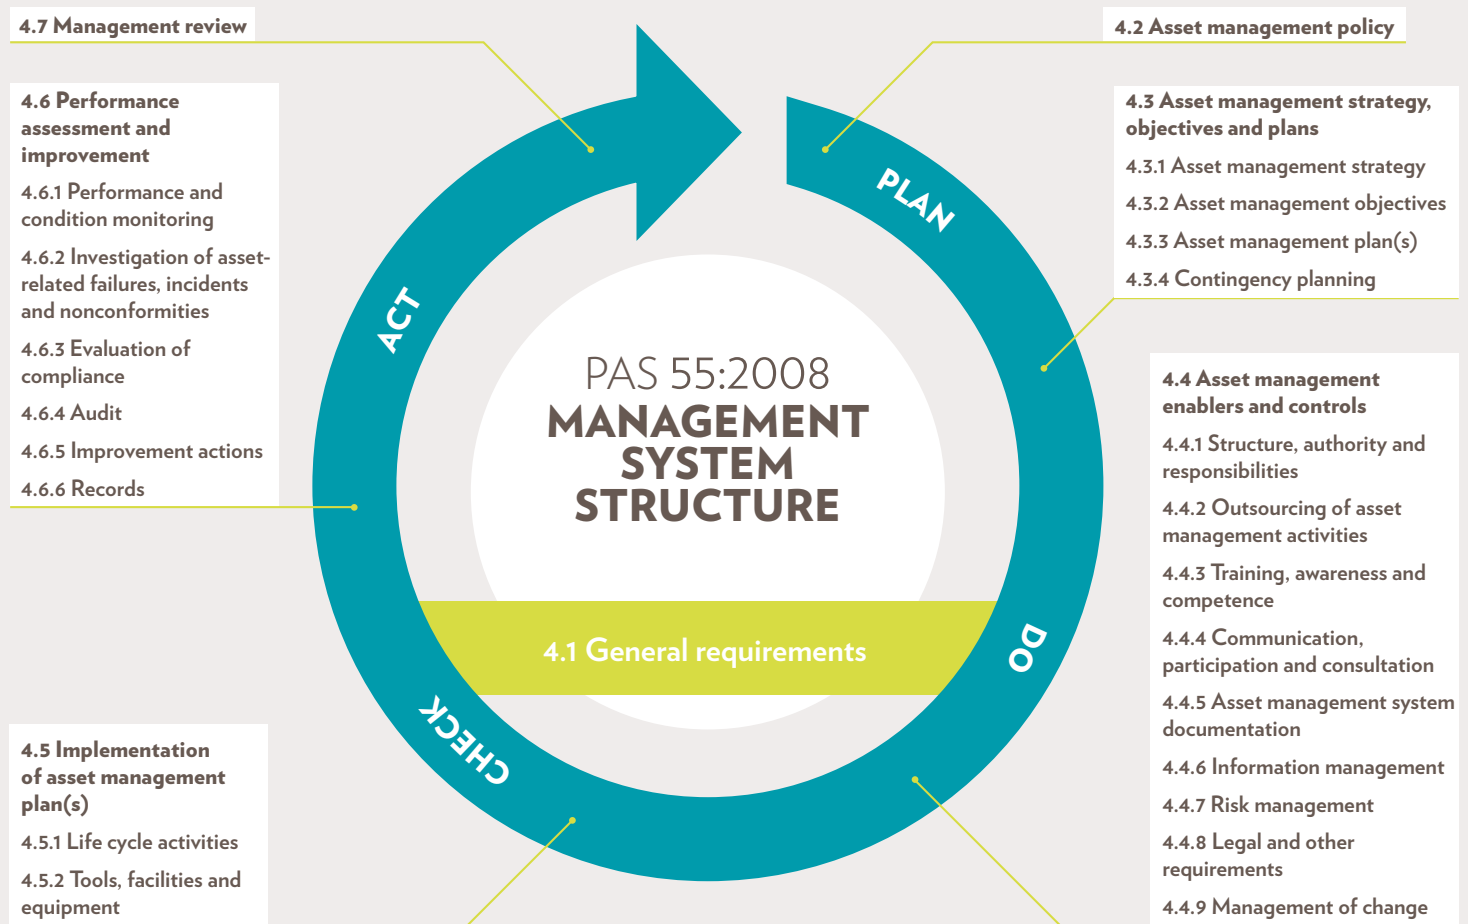 4.7 Management review
4.2 Asset management policy
4.6 Performance
assessment and
improvement
4.6.1 Performance and
condition monitoring
4.6.2 Investigation of asset-
related failures, incidents
and nonconformities
4.6.3 Evaluation of
compliance
4.6.4 Audit
4.6.5 Improvement actions
4.6.6 Records
4.3 Asset management strategy,
objectives and plans
4.3.1 Asset management strategy
4.3.2 Asset management objectives
4.3.3 Asset management plan(s)
4.3.4 Contingency planning
PLAN
ACT
PAS 55:2008
MANAGEMENT
SYSTEM
STRUCTURE
4.1 General requirements
DO
CHECK
4.4 Asset management
enablers and controls
4.4.1 Structure, authority and
responsibilities
4.4.2 Outsourcing of asset
management activities
4.4.3 Training, awareness and
competence
4.4.4 Communication,
participation and consultation
4.4.5 Asset management system
documentation
4.4.6 Information management
4.4.7 Risk management
4.4.8 Legal and other
requirements
4.4.9 Management of change
4.5 Implementation
of asset management
plan(s)
4.5.1 Life cycle activities
4.5.2 Tools, facilities and
equipment